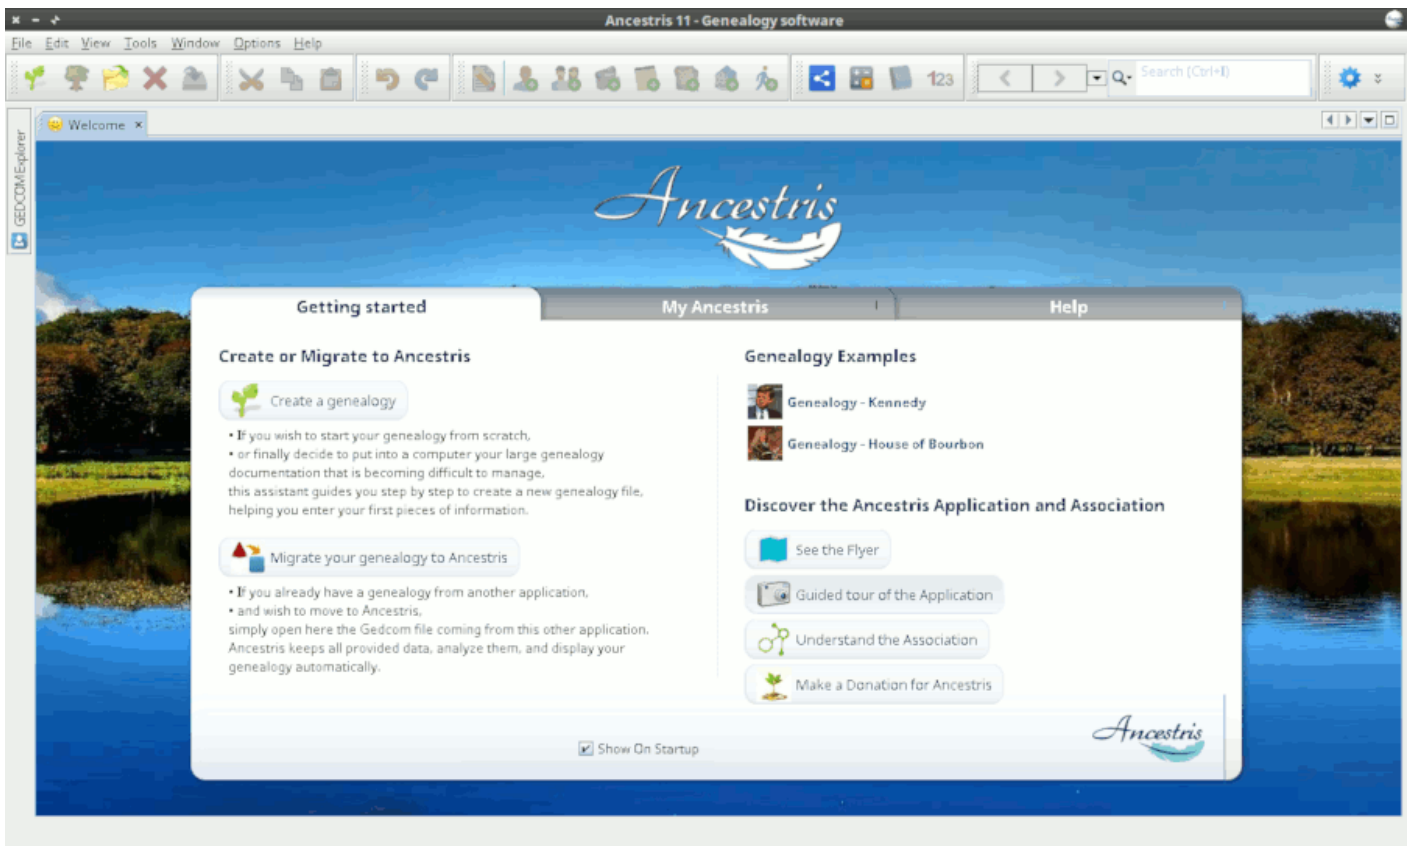 Ancestris 11 - Genealogy software
File Edit View Tools Window Options Help
123
Search (Ctrl+I)
GEDCOM Explorer
Welcome
Ancestris
Getting started
My Ancestris
Help
Create or Migrate to Ancestris
Create a genealogy
• If you wish to start your genealogy from scratch,
• or finally decide to put into a computer your large genealogy
documentation that is becoming difficult to manage,
this assistant guides you step by step to create a new genealogy file,
helping you enter your first pieces of information.
Migrate your genealogy to Ancestris
• If you already have a genealogy from another application,
• and wish to move to Ancestris,
simply open here the Gedcom file coming from this other application.
Ancestris keeps all provided data, analyze them, and display your
genealogy automatically.
Genealogy Examples
Genealogy - Kennedy
Genealogy - House of Bourbon
Discover the Ancestris Application and Association
See the Flyer
Guided tour of the Application
Understand the Association
Make a Donation for Ancestris
Ancestris
Show On Startup